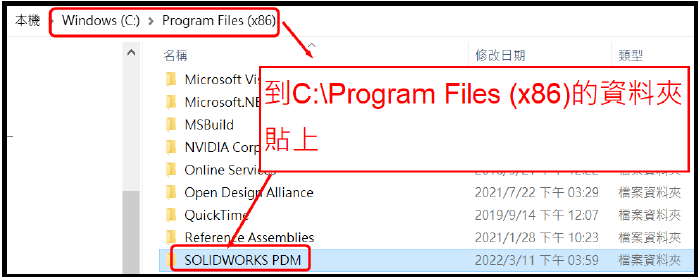 本機 › Windows (C:) › Program Files (x86)
名稱 修改日期 類型
Microsoft Vis
Microsoft.NE
到C:\Program Files (x86)的資料夾
貼上
MSBuild
NVIDIA Corp
Online Services
Open Design Alliance 2021/7/22 下午 03:29 檔案資料夾
QuickTime 2019/9/14 下午 12:07 檔案資料夾
Reference Assemblies 2021/1/28 下午 10:23 檔案資料夾
SOLIDWORKS PDM 2022/3/11 下午 03:59 檔案資料夾